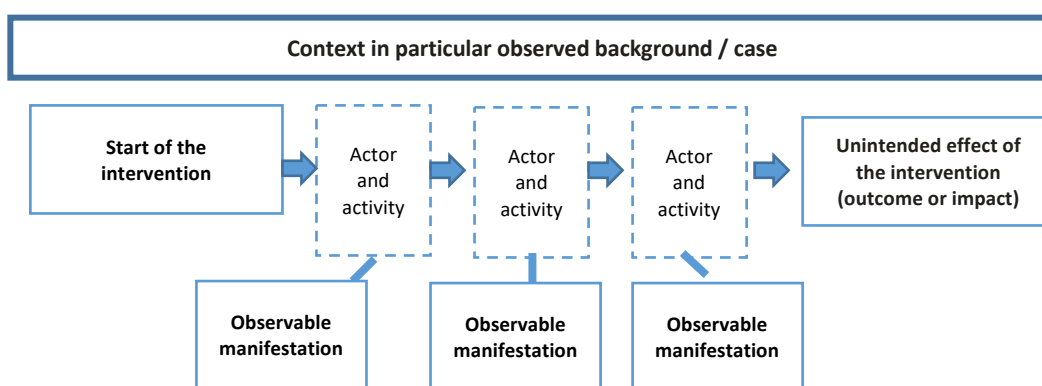 Context in particular observed background / case
Start of the
intervention
Actor
and
activity
Actor
and
activity
Actor
and
activity
Unintended effect of
the intervention
(outcome or impact)
Observable
manifestation
Observable
manifestation
Observable
manifestation